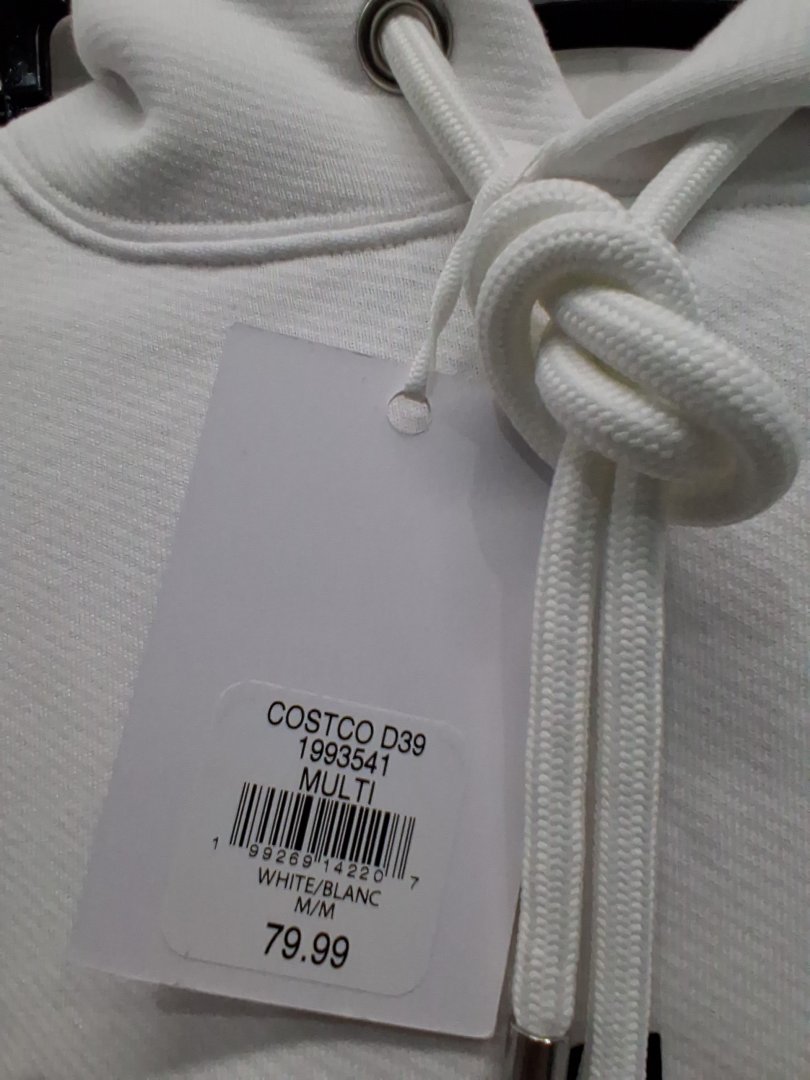 COSTCO D39
1993541
MULTI
1 99269 14220 7
WHITE/BLANC
M/M
79.99